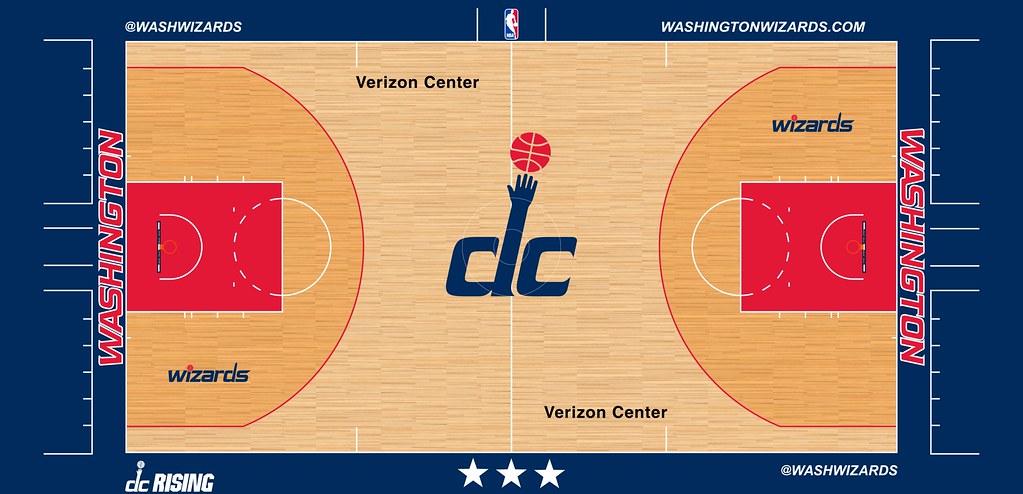 @WASHWIZARDS
NBA
WASHINGTONWIZARDS.COM
Verizon Center
wizards
WASHINGTON
WASHINGTON
dc
wizards
Verizon Center
dc RISING
@WASHWIZARDS